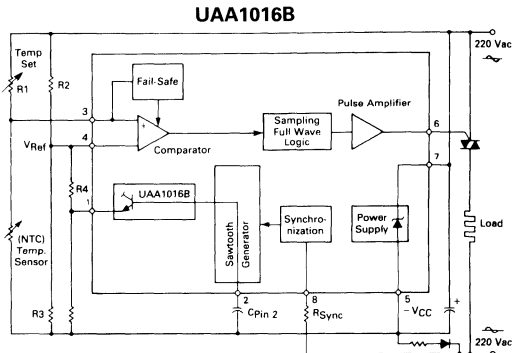 UAA1016B
220 Vac
Temp
Set
R1
R2
Fail-Safe
Pulse Amplifier
3
+
4
VRef
Comparator
Sampling
Full Wave
Logic
6
7
R4
1
UAA1016B
Sawtooth
Generator
Synchro-
nization
Power
Supply
Load
(NTC)
Temp.
Sensor
R3
2
CPin 2
8
RSync
5
- VCC
+
220 Vac